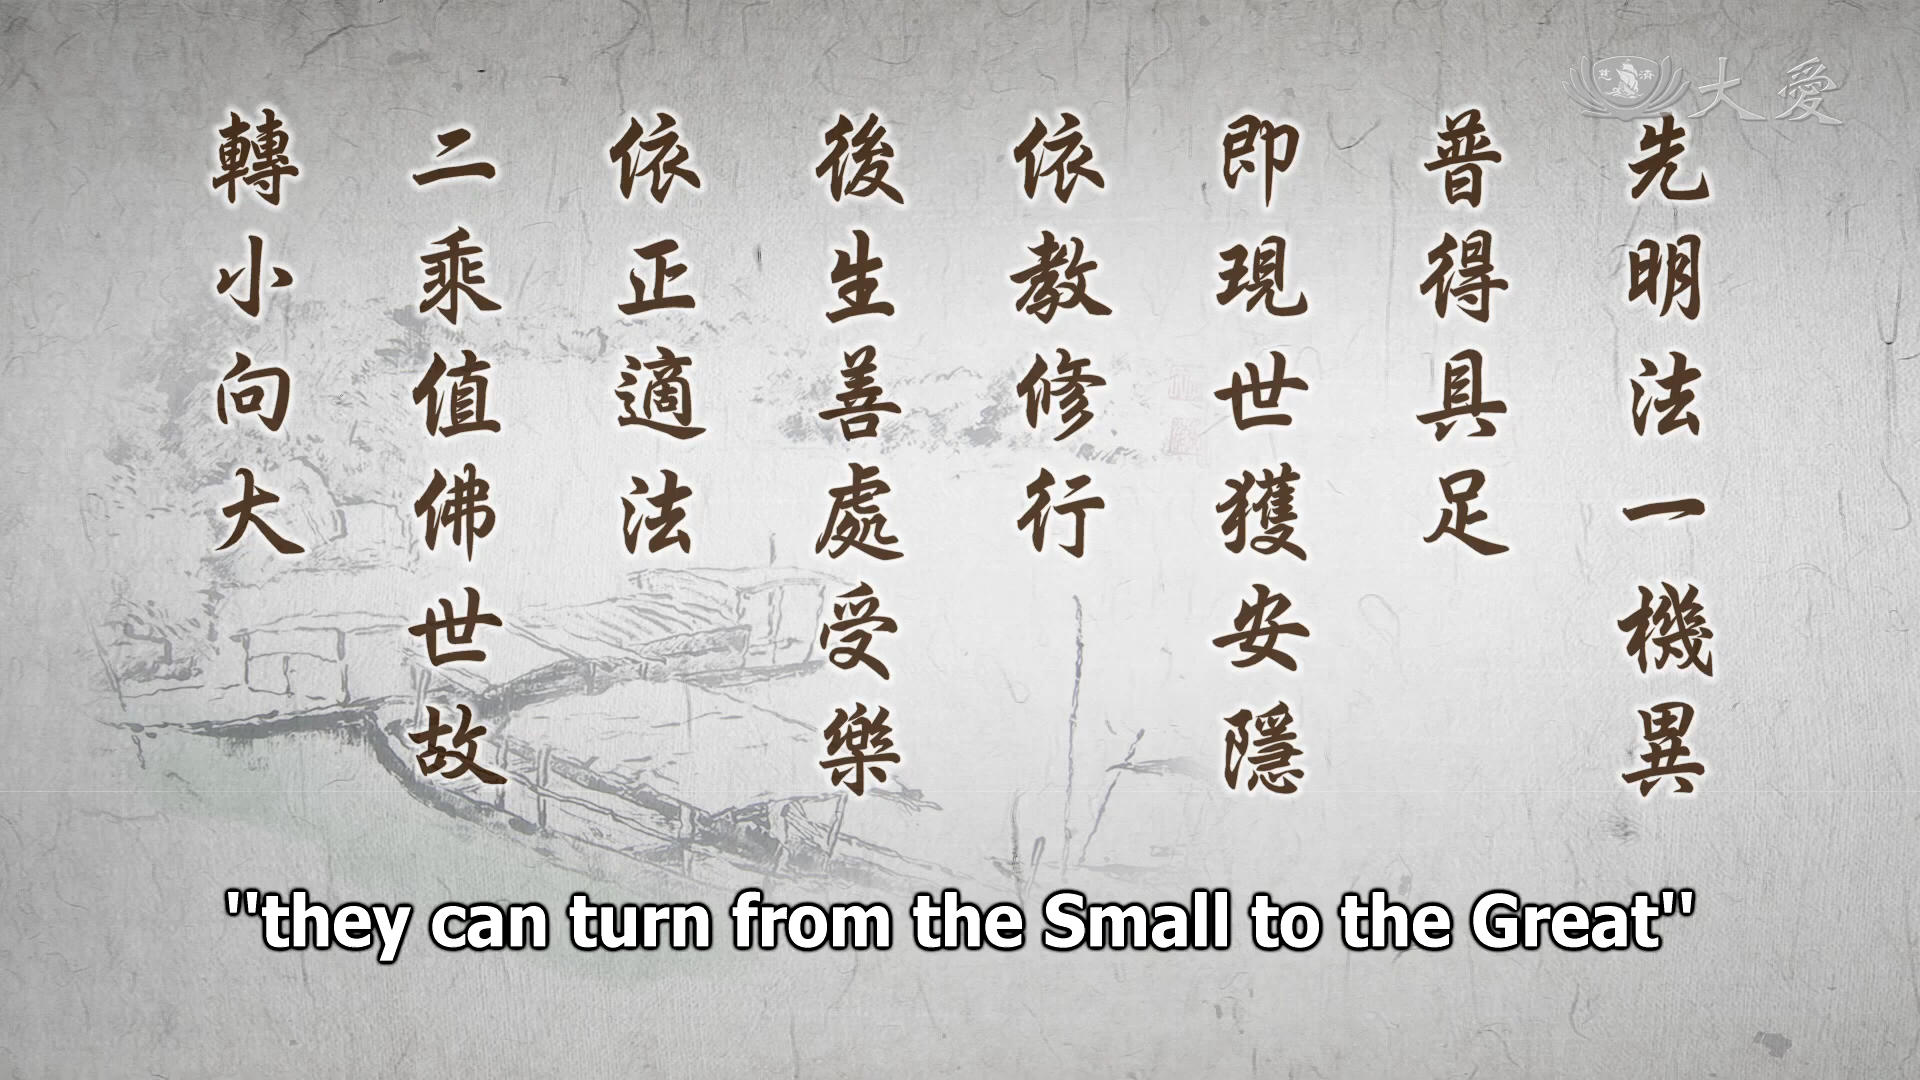 先明法一機異
普得具足
即現世獲安隱
依教修行
後生善處受樂
依正適法
二乘值佛世故
轉小向大
慈濟
大愛
"they can turn from the Small to the Great"